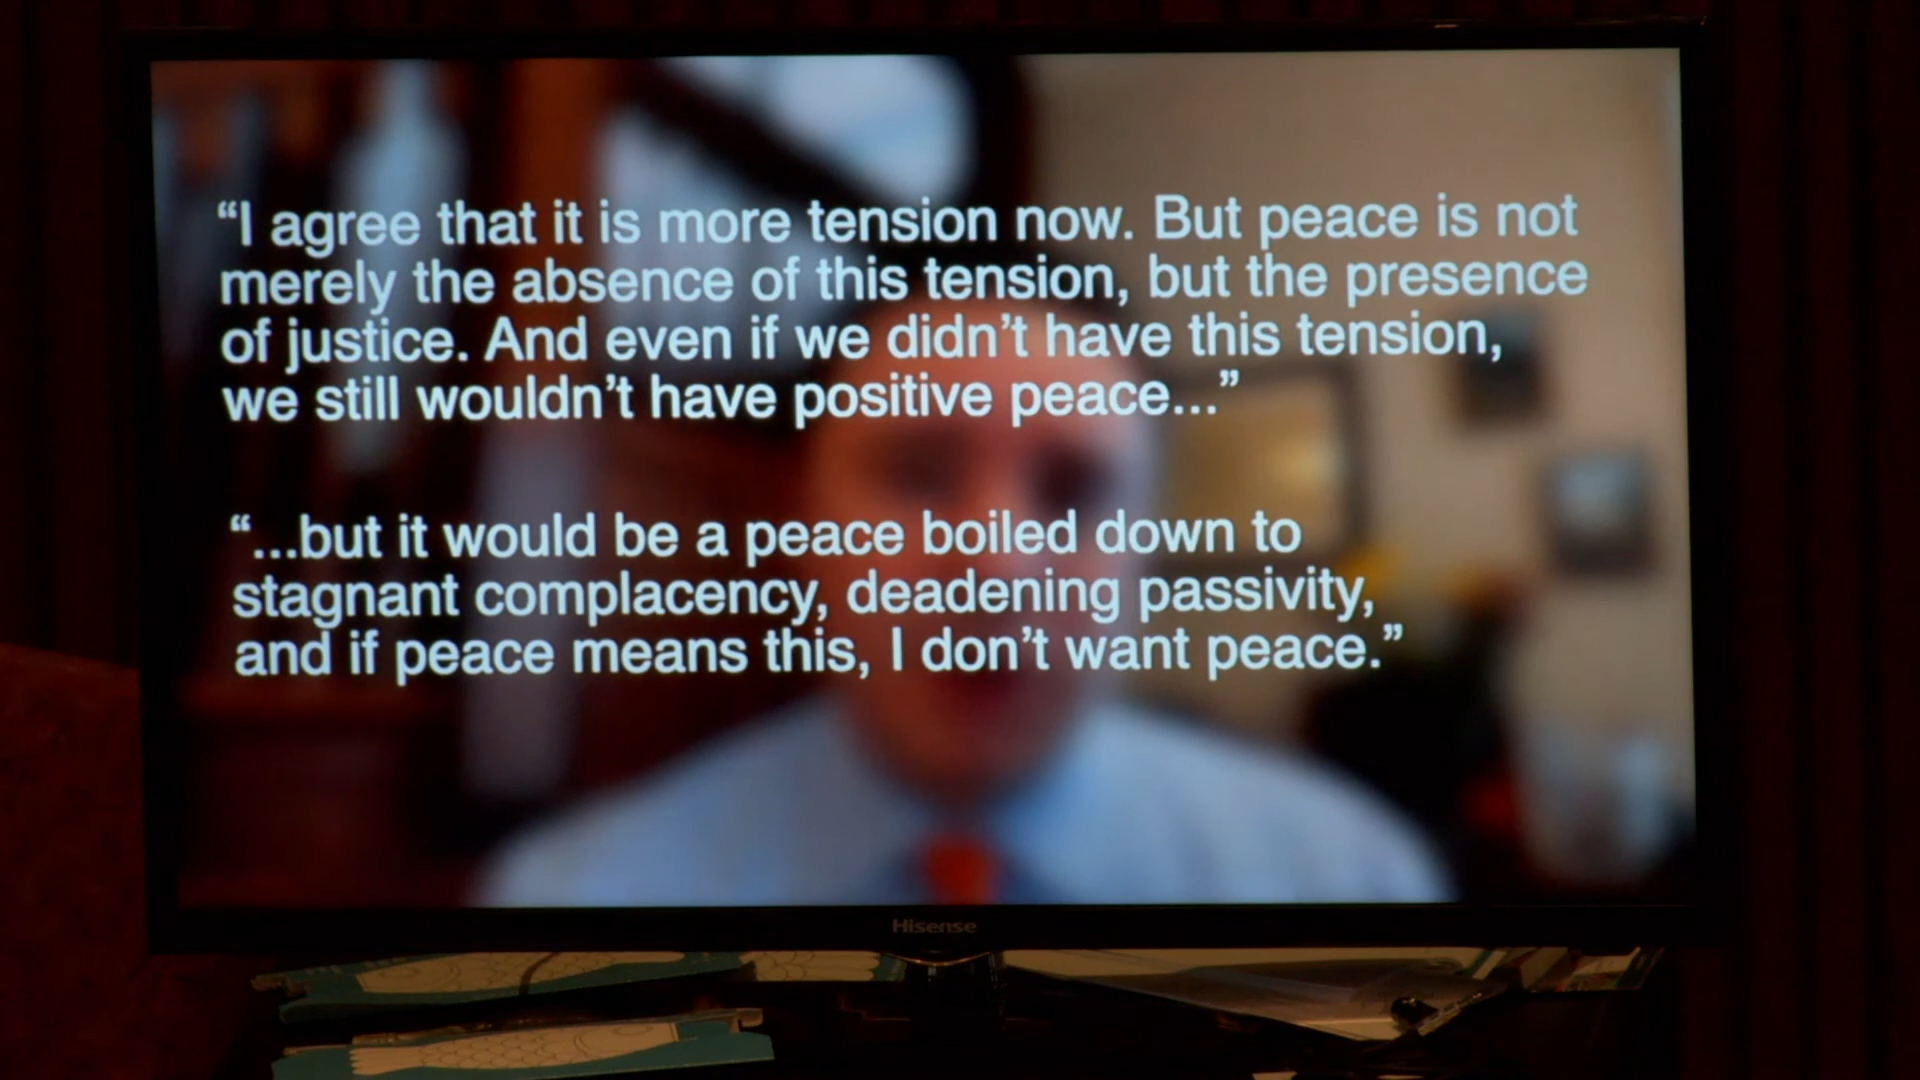 “I agree that it is more tension now. But peace is not
merely the absence of this tension, but the presence
of justice. And even if we didn’t have this tension,
we still wouldn’t have positive peace...”
“...but it would be a peace boiled down to
stagnant complacency, deadening passivity,
and if peace means this, I don’t want peace.”
Hisense